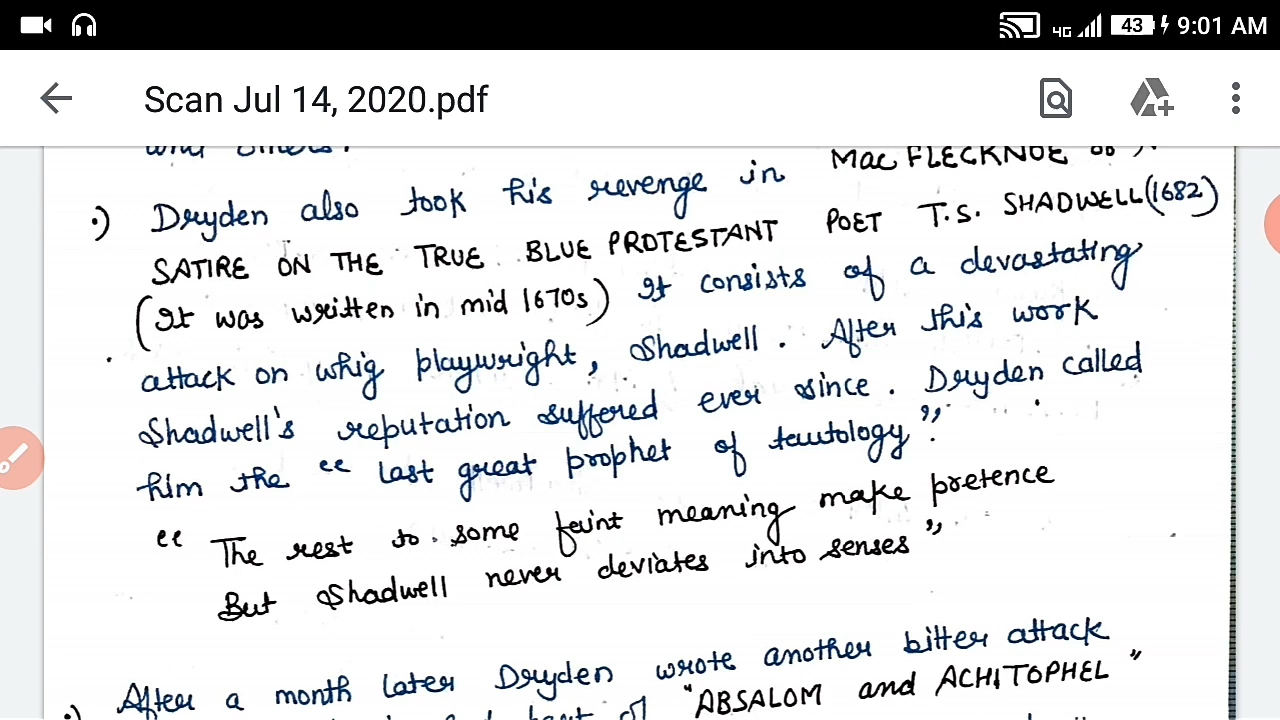 43 9:01 AM
4G
Scan Jul 14, 2020.pdf
Dryden also took his revenge in MAC FLECKNOE
SATIRE ON THE TRUE BLUE PROTESTANT POET T.S. SHADWELL (1682)
(It was written in mid 1670s) It consists of a devastating
attack on whig playwright, Shadwell. After this work
Shadwell's reputation suffered ever since. Dryden called
him the "last great prophet of tautology".
"The rest to some faint meaning make pretence
But Shadwell never deviates into senses"
After a month later Dryden wrote another bitter attack
of "ABSALOM and ACHITOPHEL"